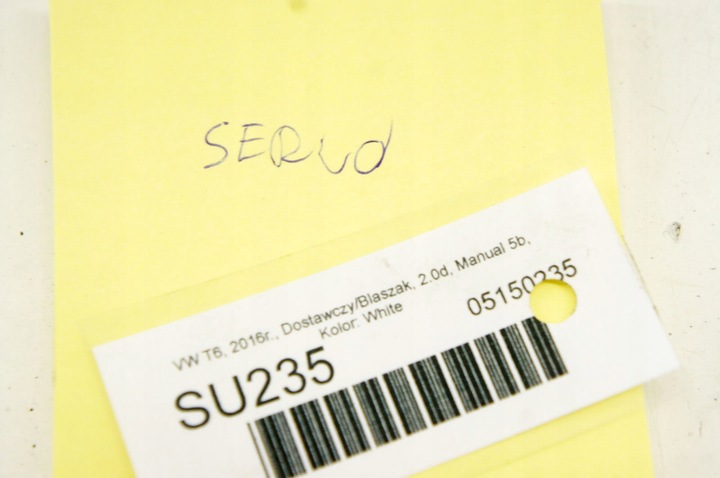 SERVO
VW T6, 2016r., Dostawczy/Blaszak, 2.0d, Manual 5b,
Kolor: White
05150235
SU235